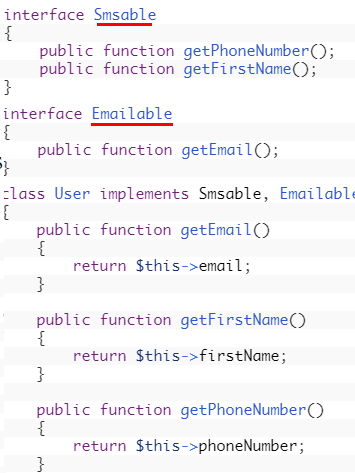 interface Smsable
{
    public function getPhoneNumber();
    public function getFirstName();
}
interface Emailable
{
    public function getEmail();
}
class User implements Smsable, Emailable
{
    public function getEmail()
    {
        return $this->email;
    }
    public function getFirstName()
    {
        return $this->firstName;
    }
    public function getPhoneNumber()
    {
        return $this->phoneNumber;
    }